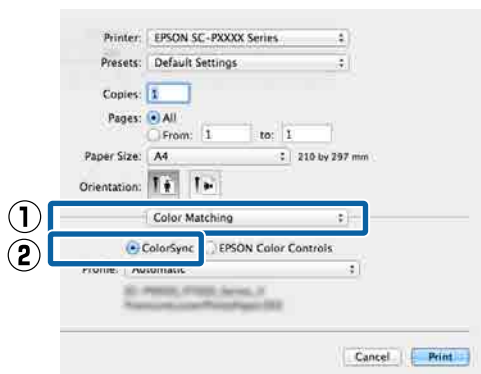 Printer: EPSON SC-PXXXX Series
Presets: Default Settings
Copies: 1
Pages: All
From: 1 to: 1
Paper Size: A4 210 by 297 mm
Orientation:
① Color Matching
② ColorSync EPSON Color Controls
Profile: Automatic
Cancel Print